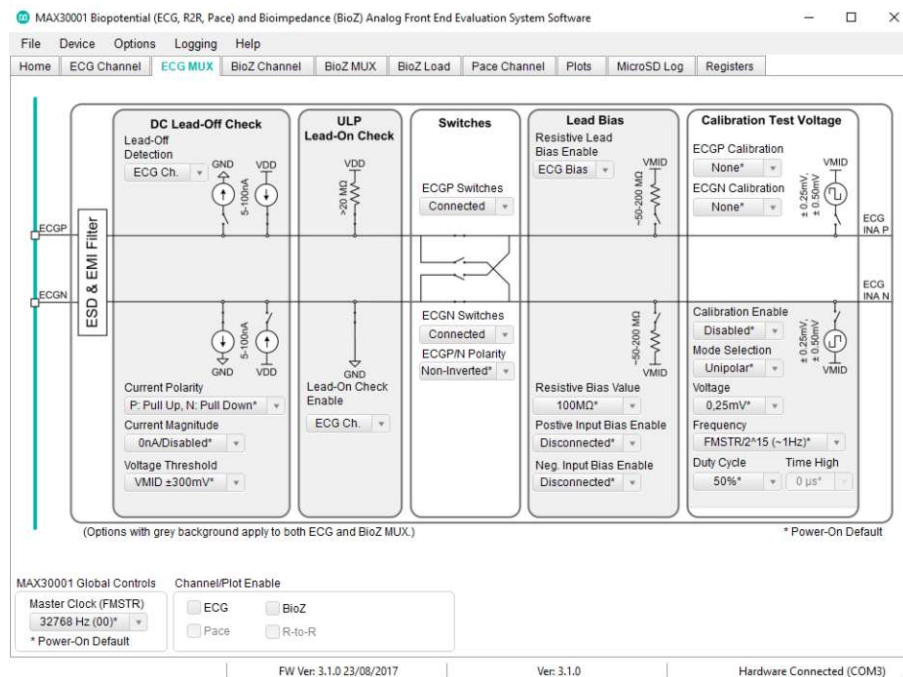 MAX30001 Biopotential (ECG, R2R, Pace) and Bioimpedance (BioZ) Analog Front End Evaluation System Software
File Device Options Logging Help
Home ECG Channel ECG MUX BioZ Channel BioZ MUX BioZ Load Pace Channel Plots MicroSD Log Registers
ECGP
ECGN
ESD & EMI Filter
DC Lead-Off Check
Lead-Off
Detection
ECG Ch.
GND VDD
5-100nA
5-100nA
GND VDD
Current Polarity
P: Pull Up, N: Pull Down*
Current Magnitude
0nA/Disabled*
Voltage Threshold
VMID ±300mV*
ULP
Lead-On Check
VDD
>20 MΩ
GND
Lead-On Check
Enable
ECG Ch.
Switches
ECGP Switches
Connected
ECGN Switches
Connected
ECGP/N Polarity
Non-Inverted*
Lead Bias
Resistive Lead
Bias Enable
ECG Bias
VMID
~50-200 MΩ
~50-200 MΩ
VMID
Resistive Bias Value
100MΩ*
Postive Input Bias Enable
Disconnected*
Neg. Input Bias Enable
Disconnected*
Calibration Test Voltage
ECGP Calibration
None*
ECGN Calibration
None*
VMID
± 0.25mV,
± 0.50mV
Calibration Enable
Disabled*
Mode Selection
Unipolar*
± 0.25mV,
± 0.50mV
VMID
Voltage
0,25mV*
Frequency
FMSTR/2^15 (~1Hz)*
Duty Cycle Time High
50%* 0 µs*
ECG
INA P
ECG
INA N
(Options with grey background apply to both ECG and BioZ MUX.)
* Power-On Default
MAX30001 Global Controls
Master Clock (FMSTR)
32768 Hz (00)*
* Power-On Default
Channel/Plot Enable
ECG BioZ
Pace R-to-R
FW Ver: 3.1.0 23/08/2017 Ver: 3.1.0 Hardware Connected (COM3)